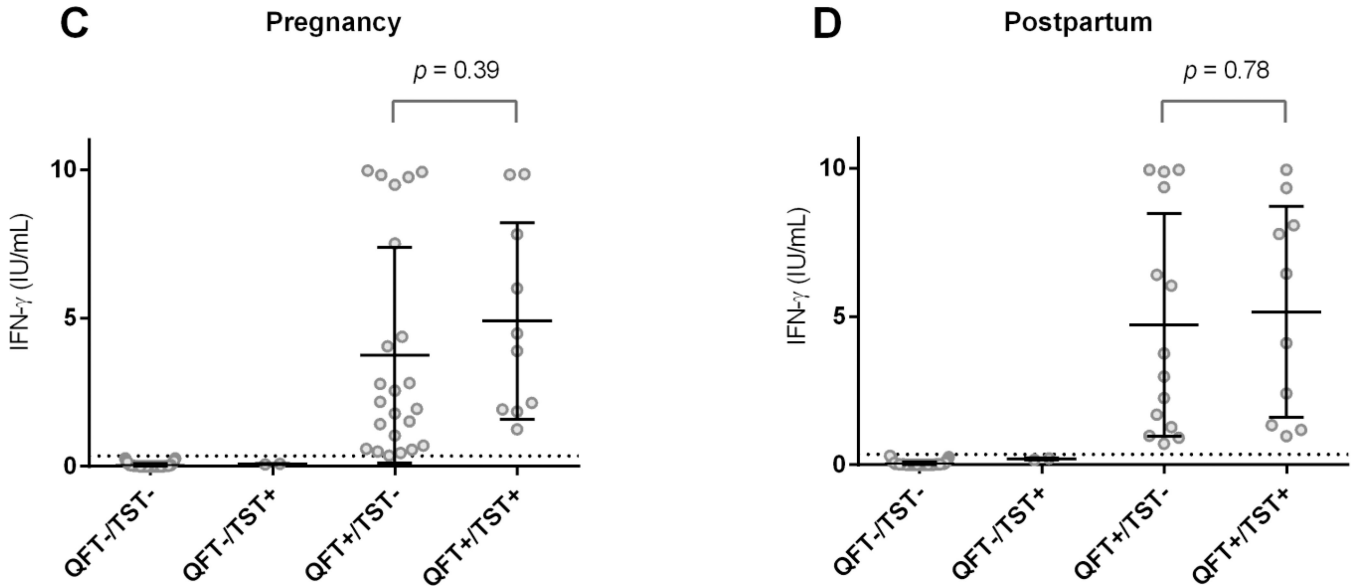 C
Pregnancy
p = 0.39
10
5
0
IFN-γ (IU/mL)
QFT-/TST-
QFT-/TST+
QFT+/TST-
QFT+/TST+
D
Postpartum
p = 0.78
10
5
0
IFN-γ (IU/mL)
QFT-/TST-
QFT-/TST+
QFT+/TST-
QFT+/TST+